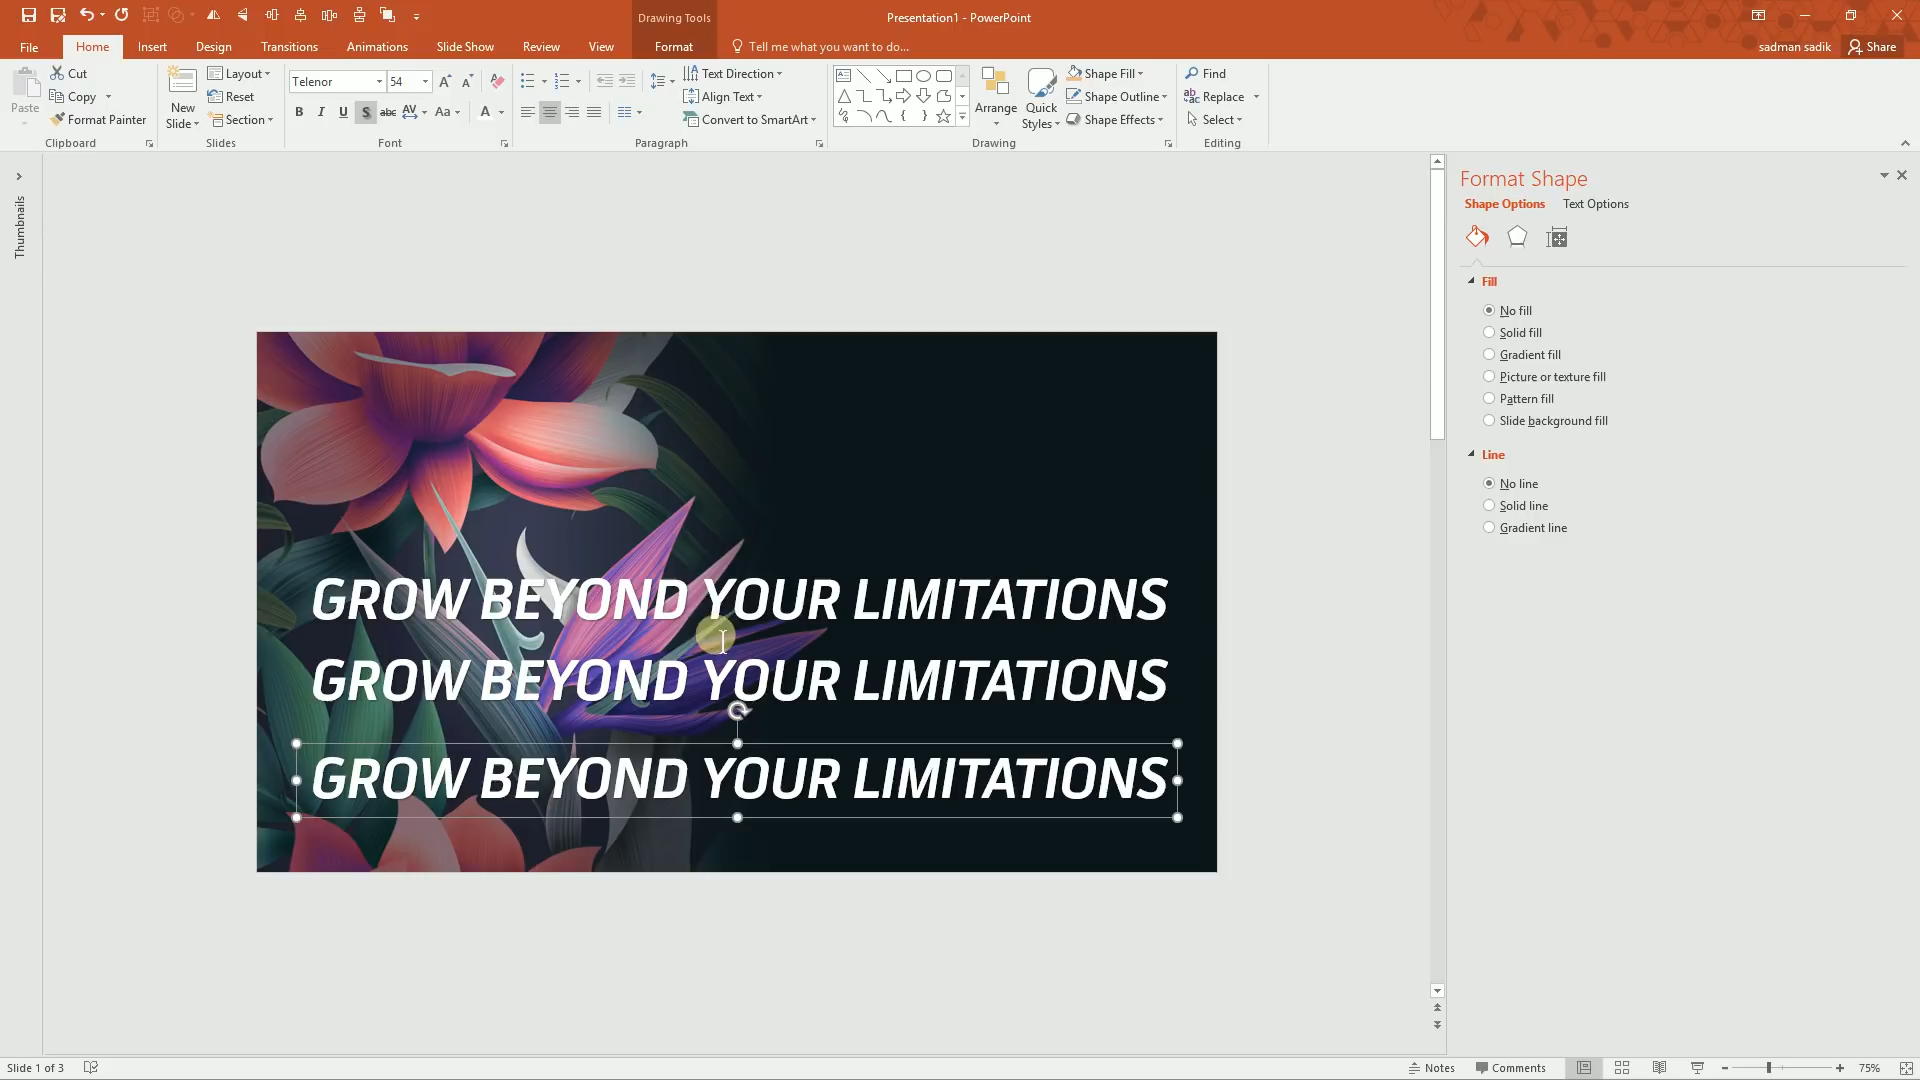 Drawing Tools
Presentation1 - PowerPoint
File
Home
Insert
Design
Transitions
Animations
Slide Show
Review
View
Format
Tell me what you want to do...
sadman sadik
Share
Paste
Cut
Copy
Format Painter
Clipboard
New
Slide
Layout
Reset
Section
Slides
Telenor
54
B
I
U
S
abc
AV
Aa
A
Font
Text Direction
Align Text
Convert to SmartArt
Paragraph
Arrange
Quick
Styles
Shape Fill
Shape Outline
Shape Effects
Drawing
Find
Replace
Select
Editing
Thumbnails
GROW BEYOND YOUR LIMITATIONS
GROW BEYOND YOUR LIMITATIONS
GROW BEYOND YOUR LIMITATIONS
Format Shape
Shape Options
Text Options
Fill
No fill
Solid fill
Gradient fill
Picture or texture fill
Pattern fill
Slide background fill
Line
No line
Solid line
Gradient line
Slide 1 of 3
Notes
Comments
75%